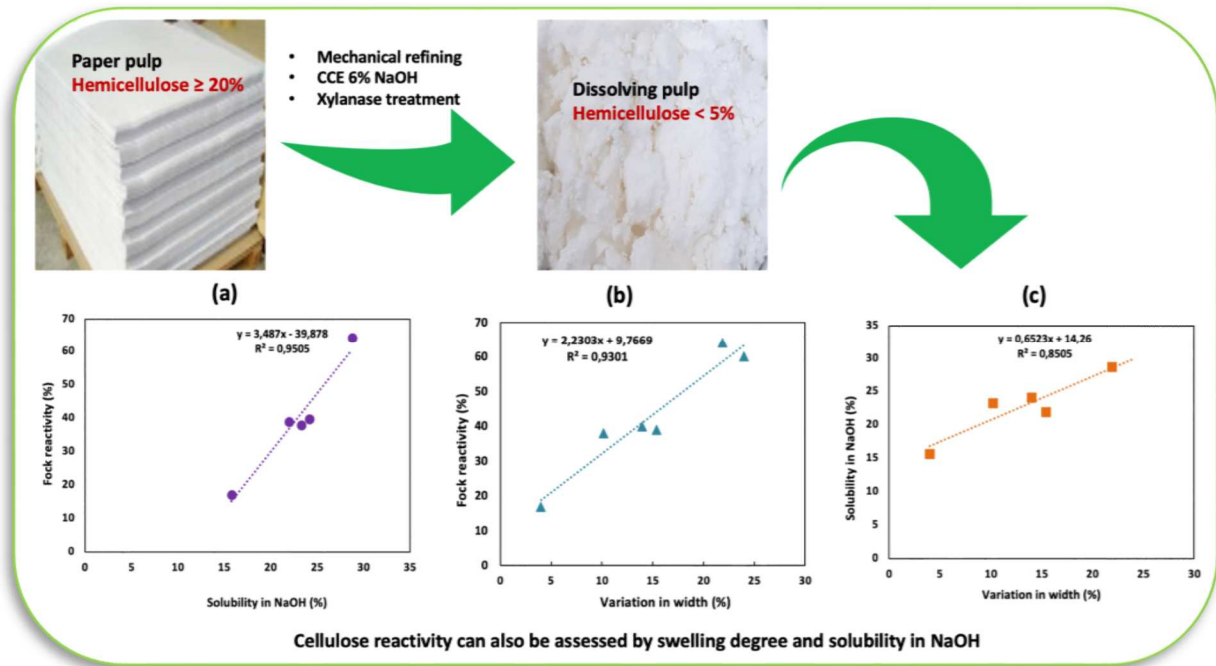 Paper pulp
Hemicellulose ≥ 20%
• Mechanical refining
• CCE 6% NaOH
• Xylanase treatment
Dissolving pulp
Hemicellulose < 5%
(a)
(b)
(c)
70
60
50
40
30
20
10
0
Fock reactivity (%)
y = 3,487x - 39,878
R² = 0,9505
0 5 10 15 20 25 30 35
Solubility in NaOH (%)
70
60
50
40
30
20
10
0
Fock reactivity (%)
y = 2,2303x + 9,7669
R² = 0,9301
0 5 10 15 20 25 30
Variation in width (%)
35
30
25
20
15
10
5
0
Solubility in NaOH (%)
y = 0,6523x + 14,26
R² = 0,8505
0 5 10 15 20 25 30
Variation in width (%)
Cellulose reactivity can also be assessed by swelling degree and solubility in NaOH